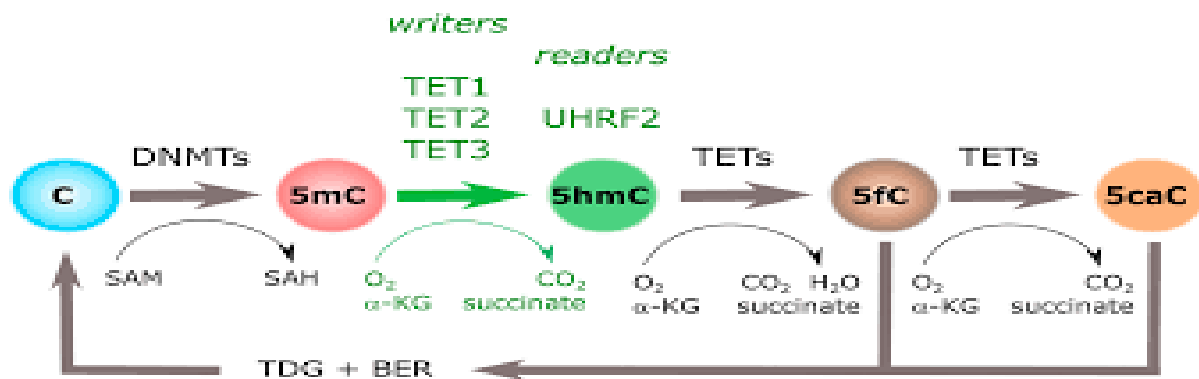 writers
readers
TET1
TET2
TET3
UHRF2
DNMTs
TETs
TETs
C
5mC
5hmC
5fC
5caC
SAM
SAH
O₂
α-KG
CO₂
succinate
O₂
α-KG
CO₂ H₂O
succinate
O₂
α-KG
CO₂
succinate
TDG + BER